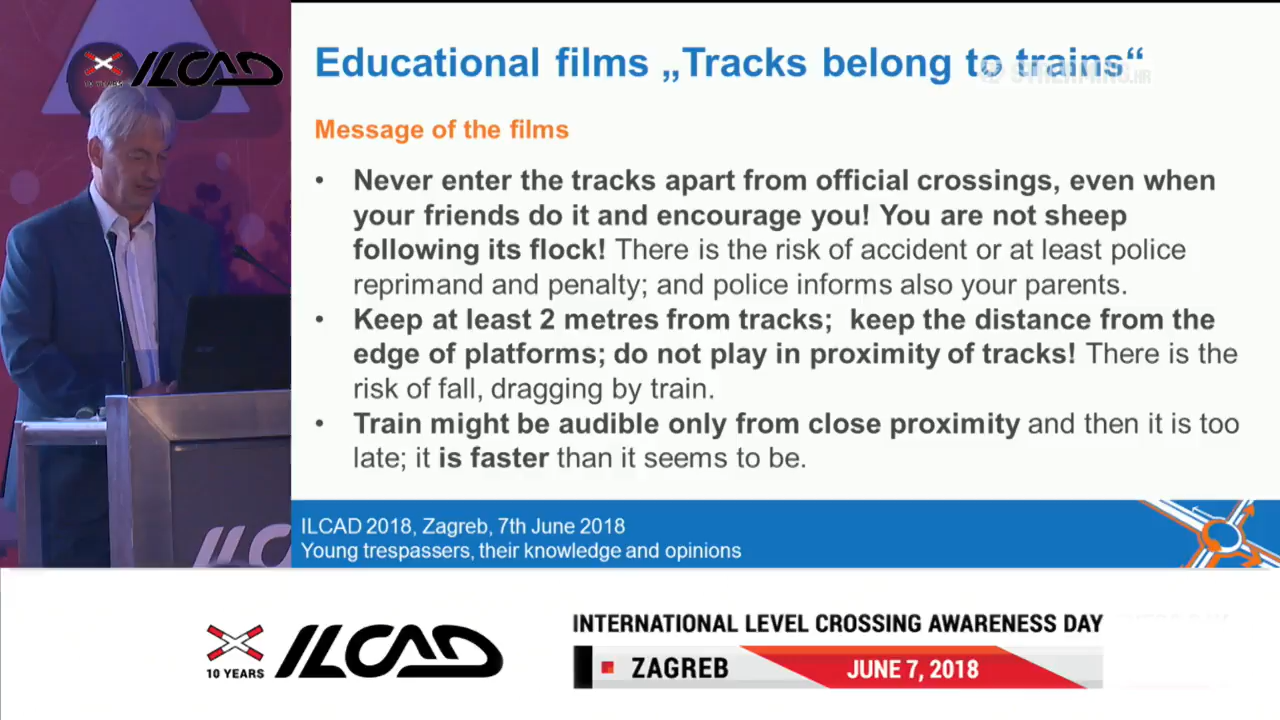 ILCAD
10 YEARS
Educational films „Tracks belong to trains“
STREAMING.HR
Message of the films
• Never enter the tracks apart from official crossings, even when
your friends do it and encourage you! You are not sheep
following its flock! There is the risk of accident or at least police
reprimand and penalty; and police informs also your parents.
• Keep at least 2 metres from tracks;  keep the distance from the
edge of platforms; do not play in proximity of tracks! There is the
risk of fall, dragging by train.
• Train might be audible only from close proximity and then it is too
late; it is faster than it seems to be.
ILCAD 2018, Zagreb, 7th June 2018
Young trespassers, their knowledge and opinions
ILC
10 YEARS
ILCAD
INTERNATIONAL LEVEL CROSSING AWARENESS DAY
ZAGREB
JUNE 7, 2018